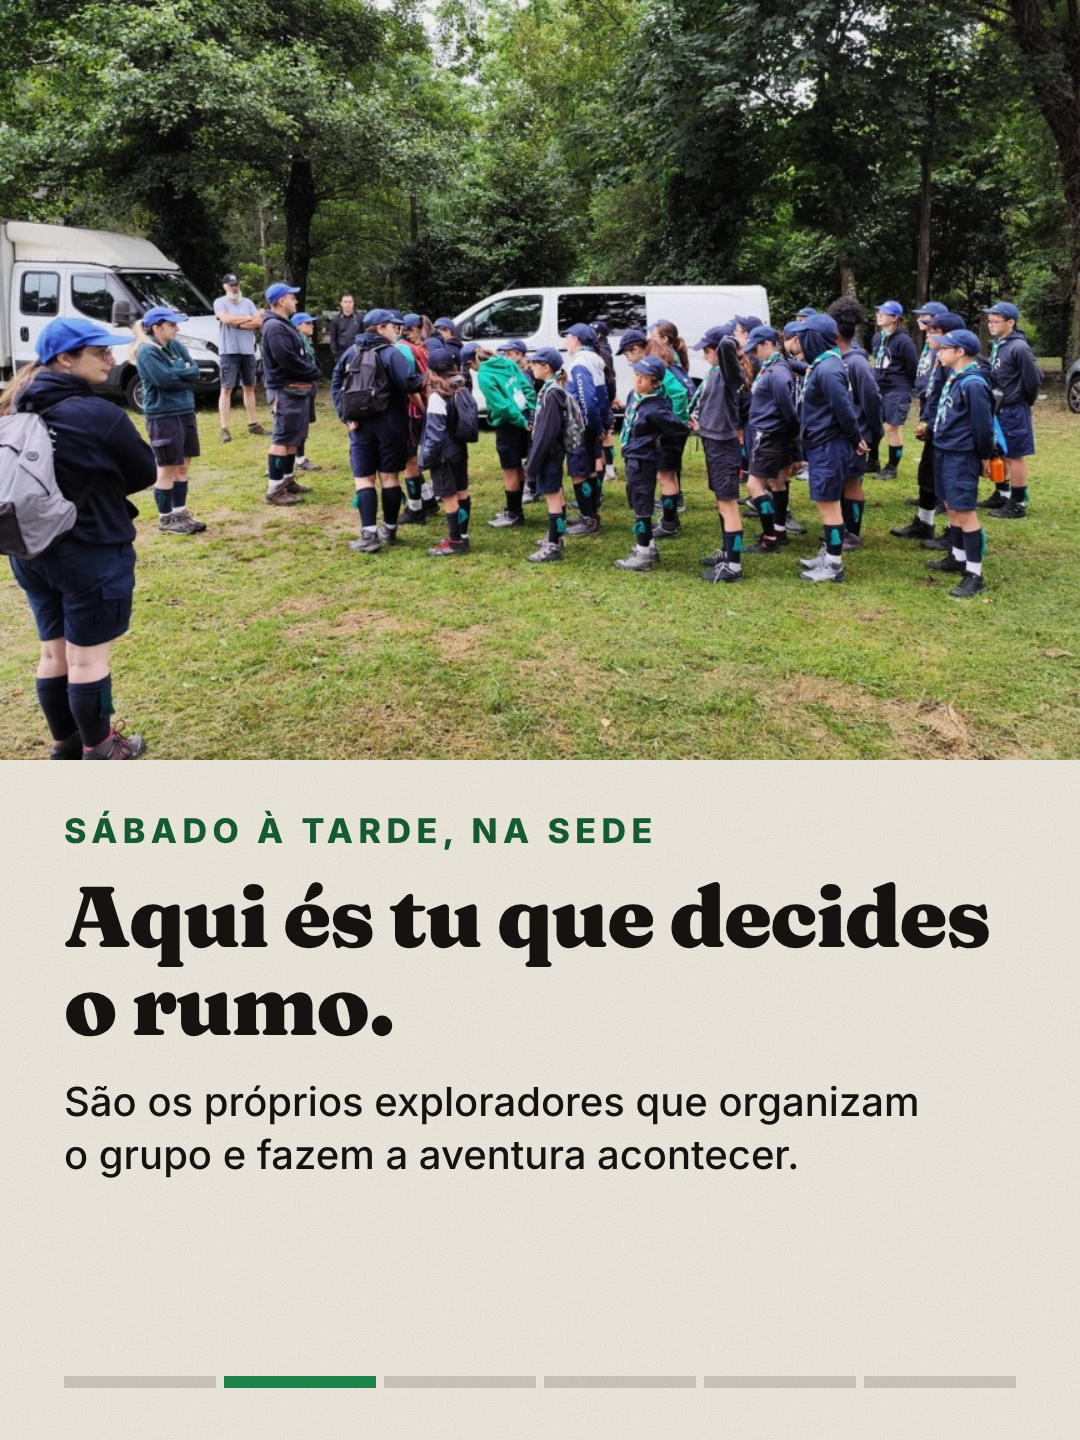 SÁBADO À TARDE, NA SEDE
Aqui és tu que decides
o rumo.
São os próprios exploradores que organizam
o grupo e fazem a aventura acontecer.